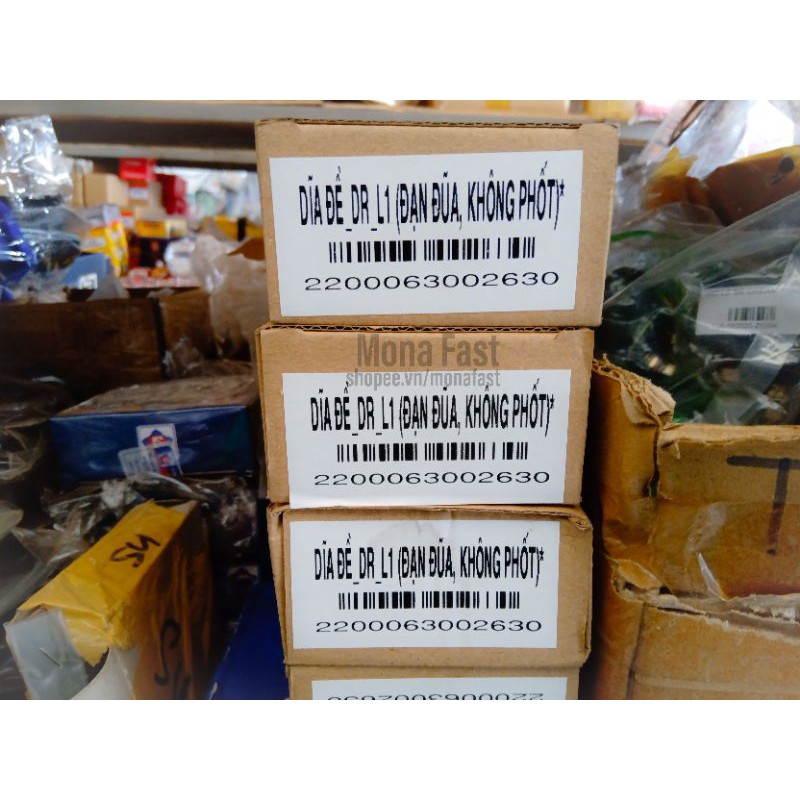 DĨA ĐỀ_DR_L1 (ĐẠN ĐŨA, KHÔNG PHỐT)*
2200063002630
Mona Fast
shopee.vn/monafast
DĨA ĐỀ_DR_L1 (ĐẠN ĐŨA, KHÔNG PHỐT)*
2200063002630
DĨA ĐỀ_DR_L1 (ĐẠN ĐŨA, KHÔNG PHỐT)*
2200063002630
2200063002630